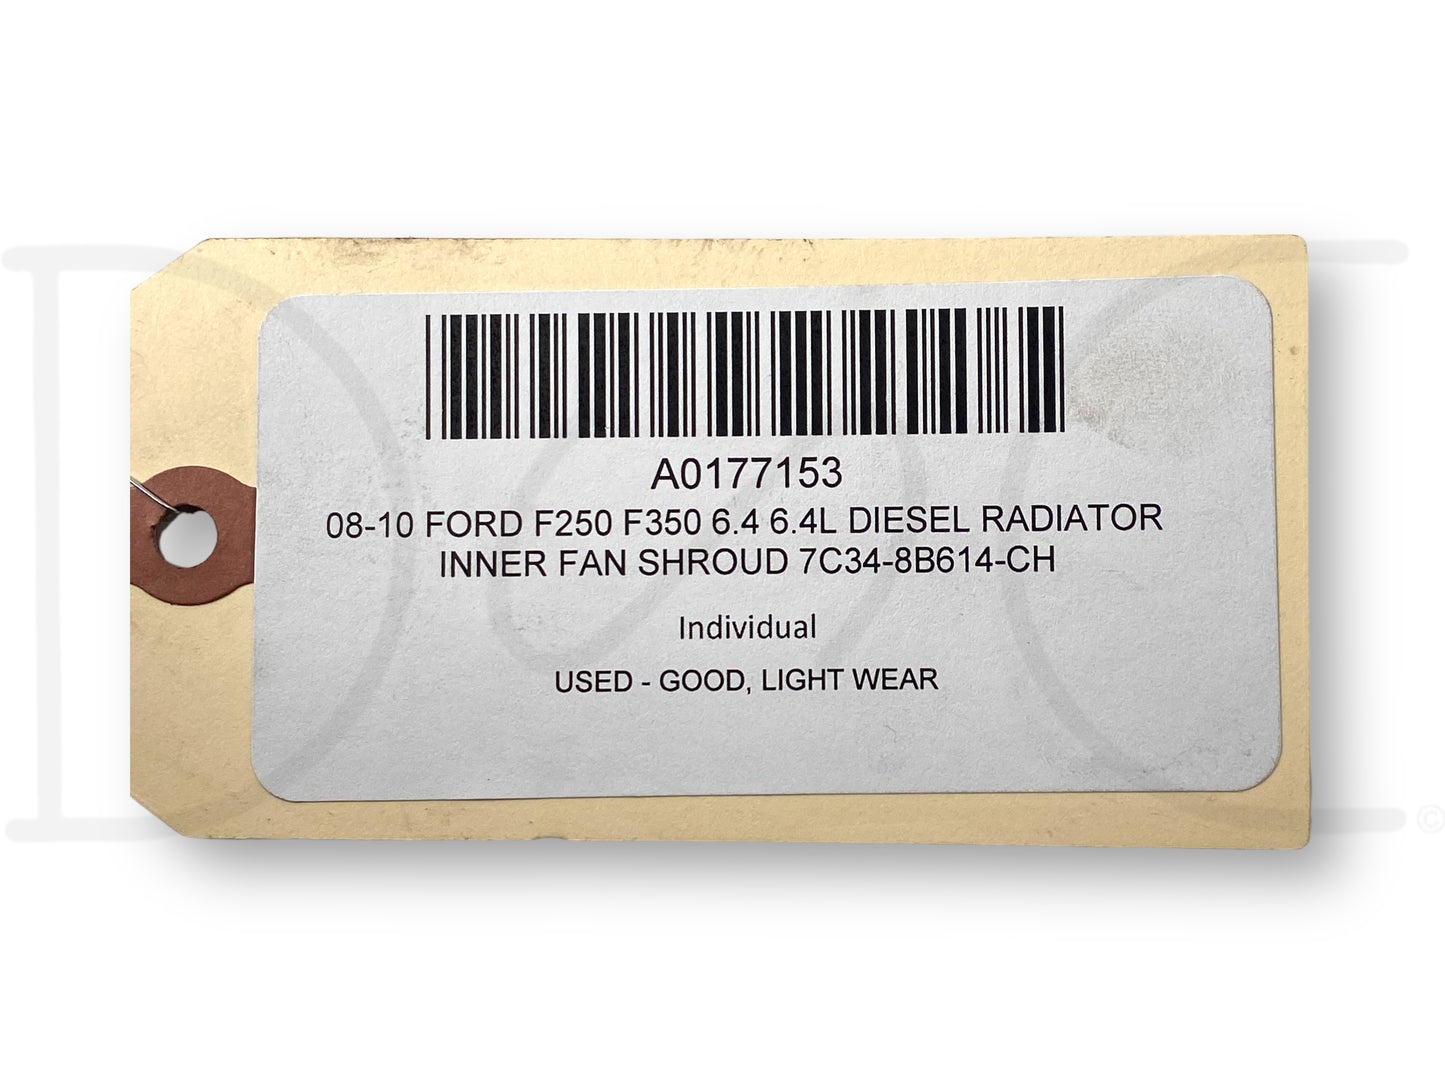 A0177153
08-10 FORD F250 F350 6.4 6.4L DIESEL RADIATOR
INNER FAN SHROUD 7C34-8B614-CH
Individual
USED - GOOD, LIGHT WEAR
©